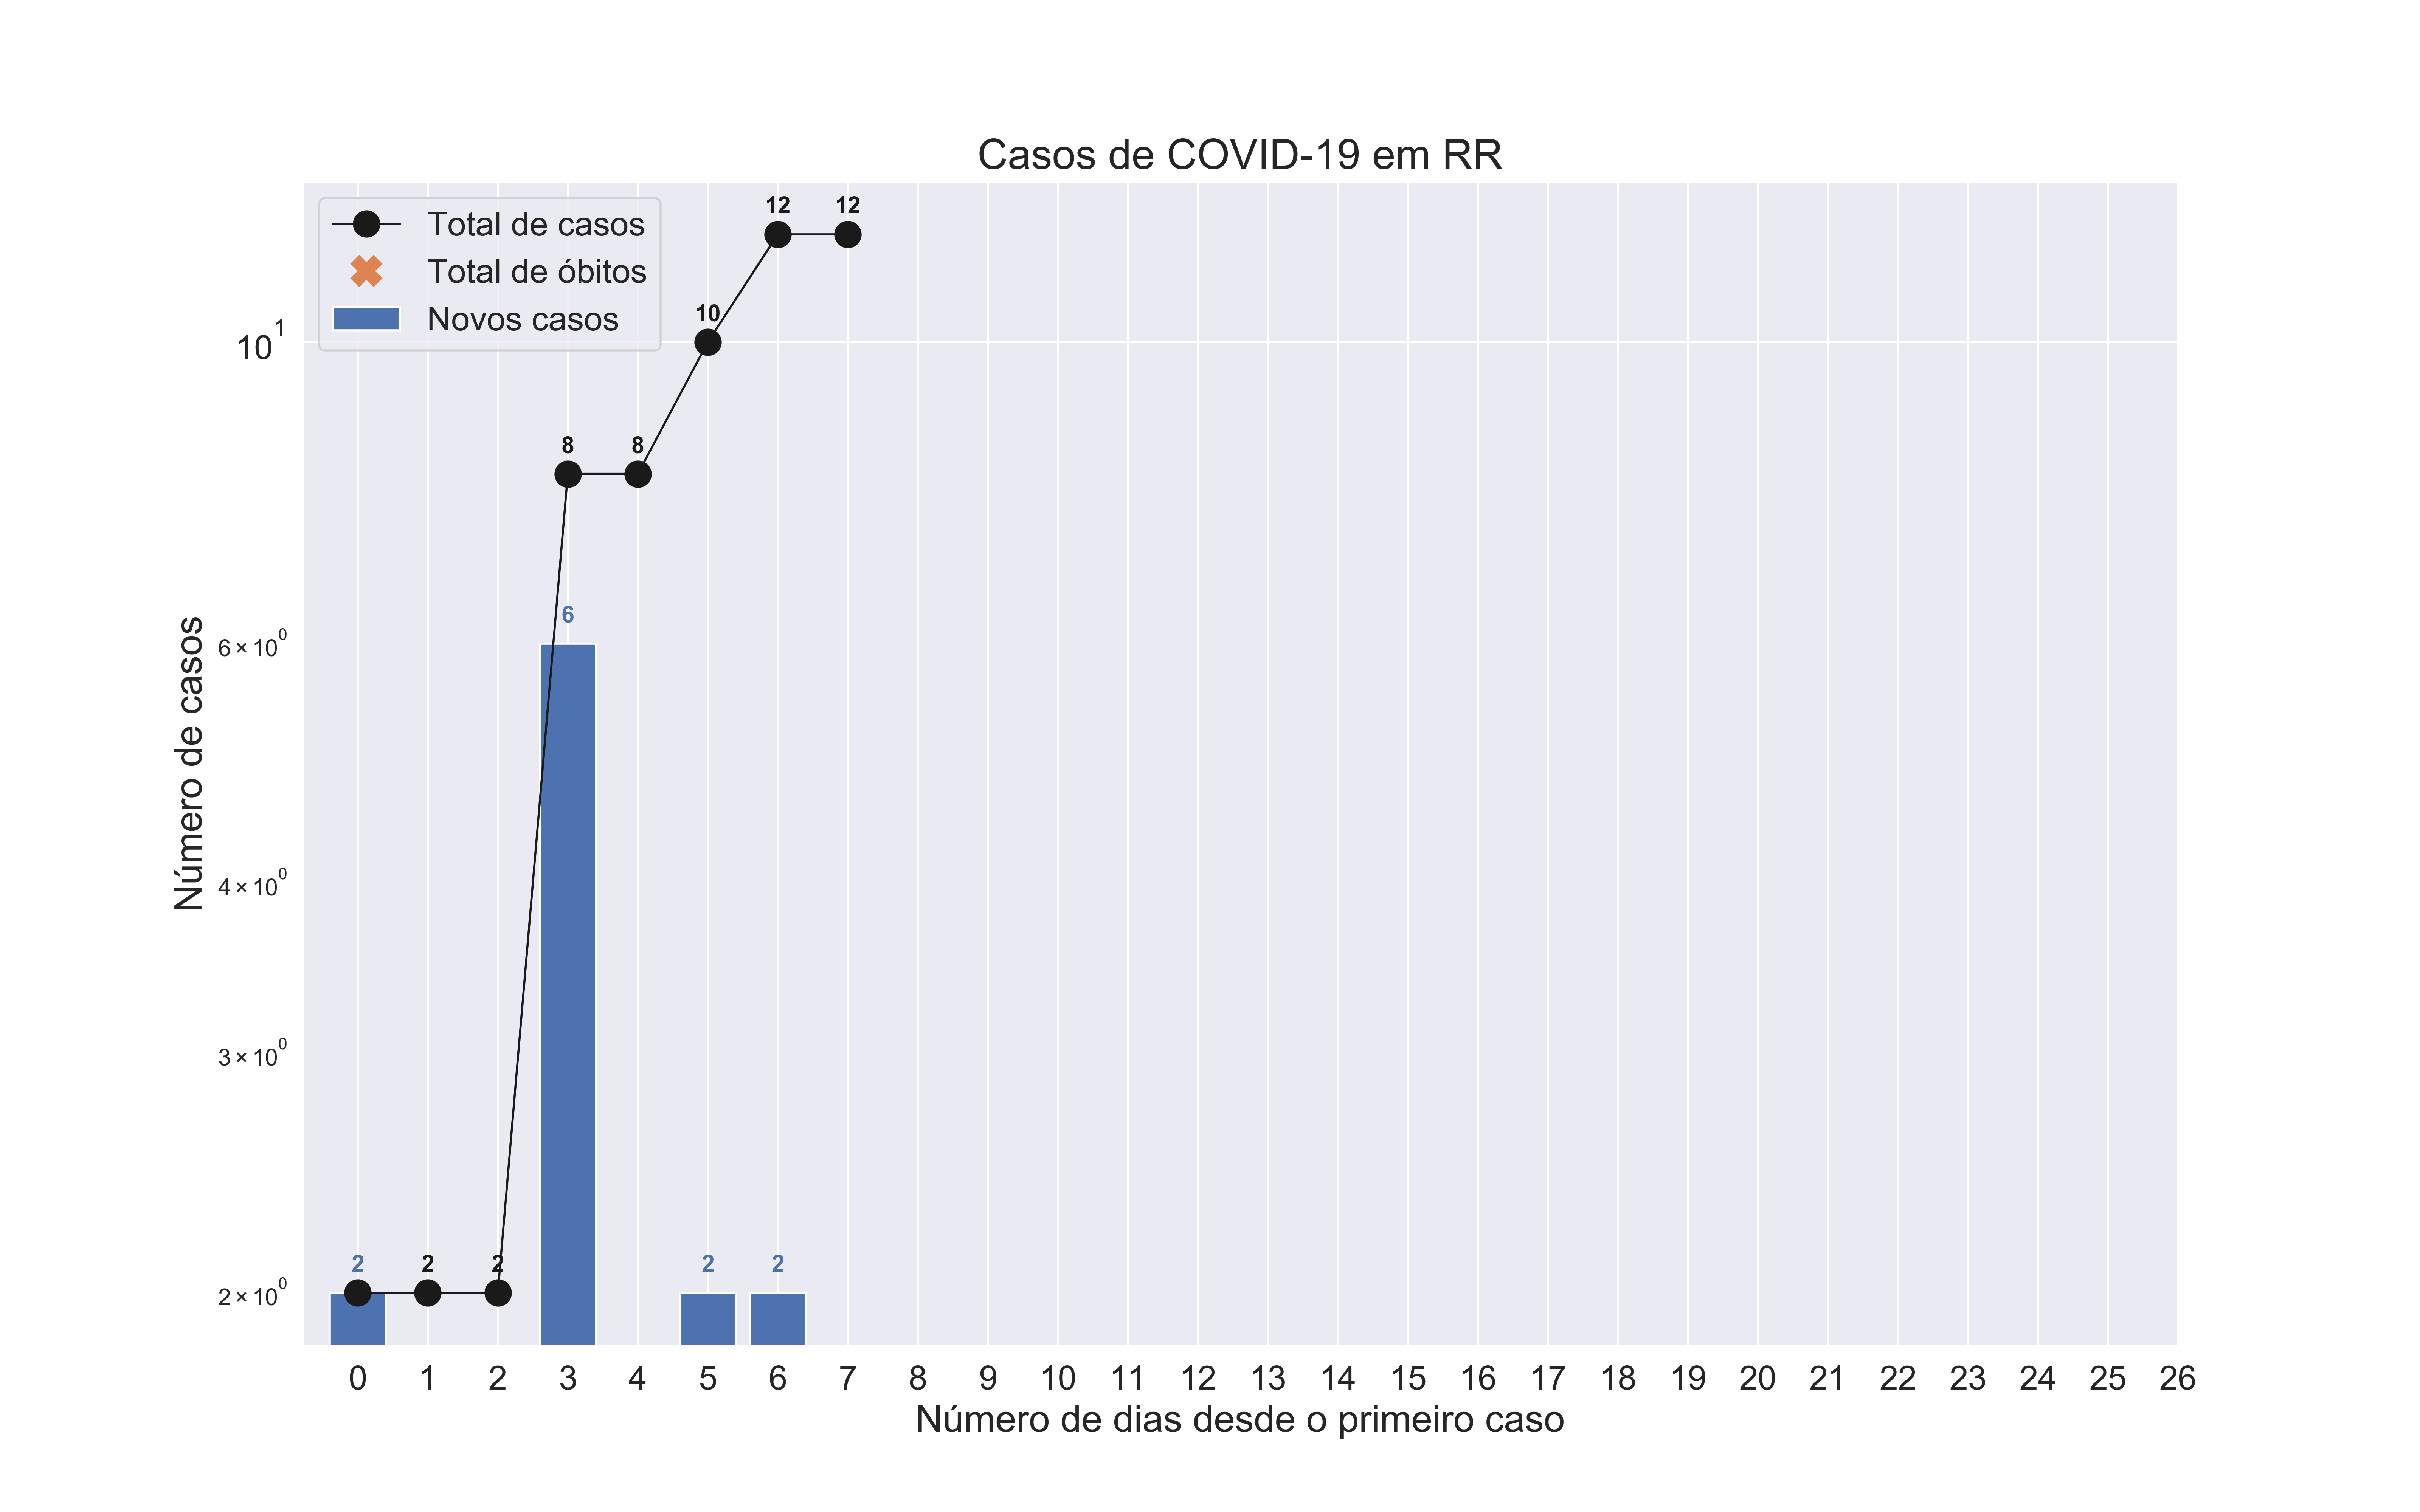 Casos de COVID-19 em RR
Total de casos
Total de óbitos
Novos casos
12 12
10
8 8
6
2 2 2 2 2
10¹
6 × 10⁰
4 × 10⁰
3 × 10⁰
2 × 10⁰
Número de casos
0 1 2 3 4 5 6 7 8 9 10 11 12 13 14 15 16 17 18 19 20 21 22 23 24 25 26
Número de dias desde o primeiro caso